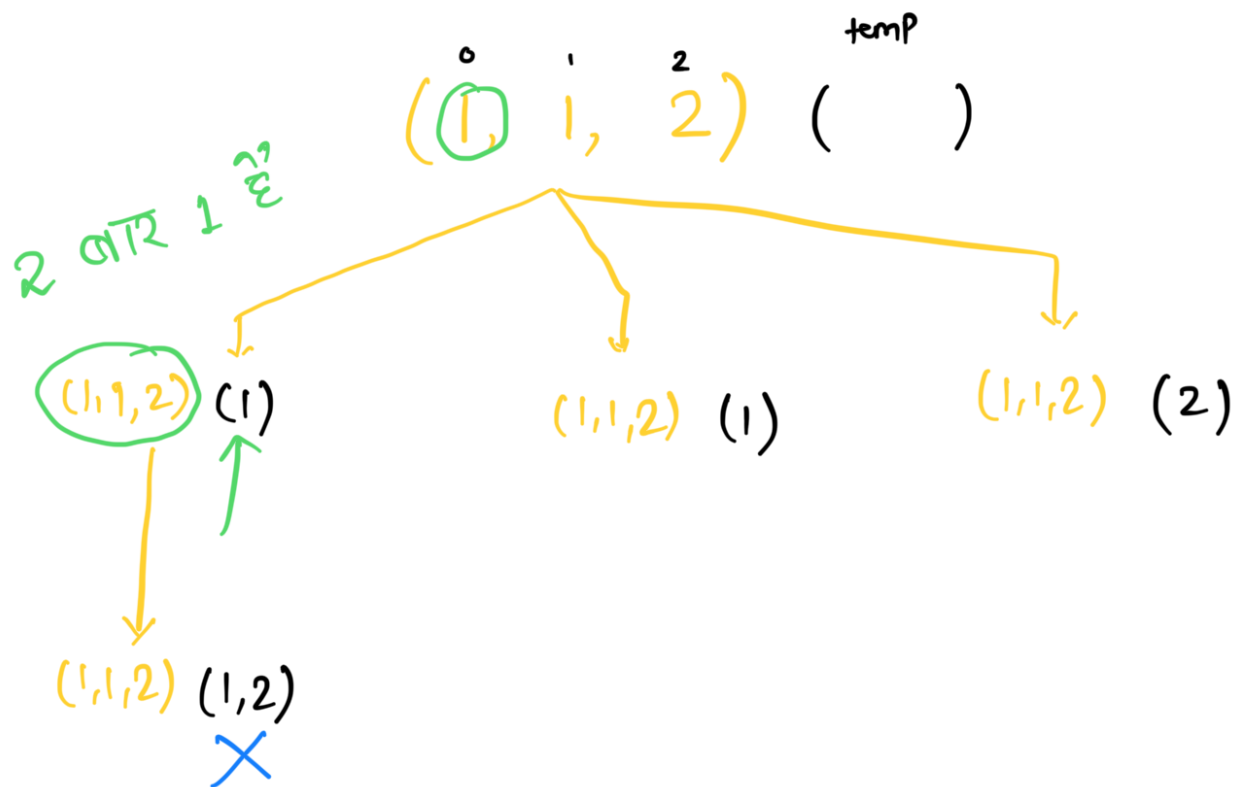 temp
0 1 2
(1, 1, 2) ( )
2 बार 1 है
(1,1,2) (1)
(1,1,2) (1)
(1,1,2) (2)
(1,1,2) (1,2)